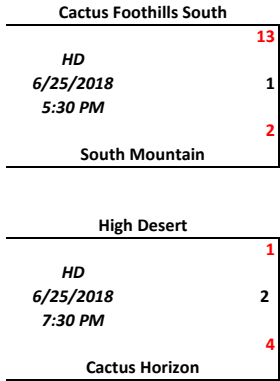 Cactus Foothills South
13
HD
6/25/2018 1
5:30 PM
2
South Mountain
High Desert
1
HD
6/25/2018 2
7:30 PM
4
Cactus Horizon